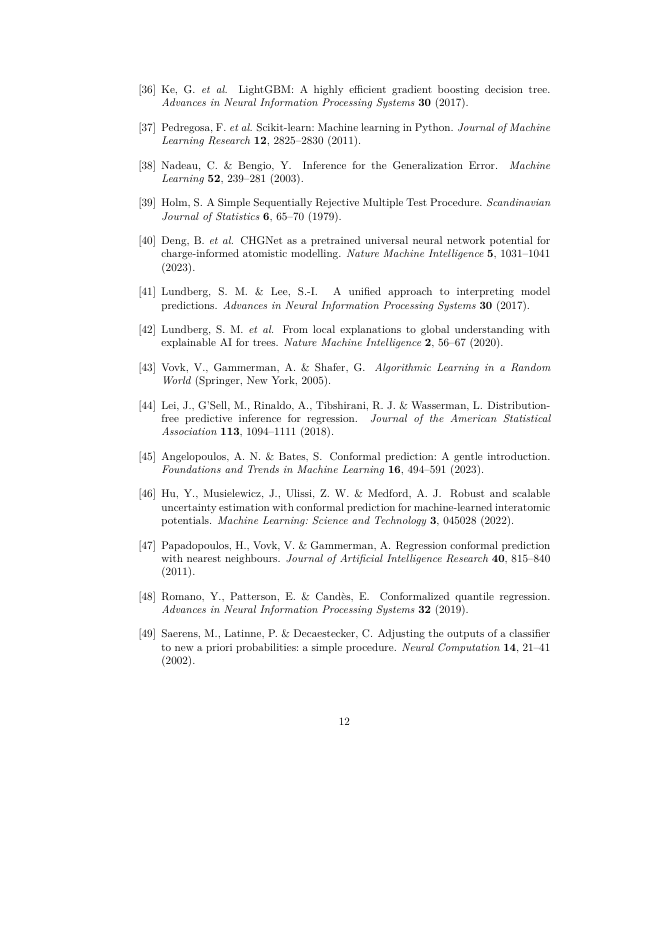 [36] Ke, G. et al. LightGBM: A highly efficient gradient boosting decision tree.
Advances in Neural Information Processing Systems 30 (2017).
[37] Pedregosa, F. et al. Scikit-learn: Machine learning in Python. Journal of Machine
Learning Research 12, 2825–2830 (2011).
[38] Nadeau, C. & Bengio, Y. Inference for the Generalization Error. Machine
Learning 52, 239–281 (2003).
[39] Holm, S. A Simple Sequentially Rejective Multiple Test Procedure. Scandinavian
Journal of Statistics 6, 65–70 (1979).
[40] Deng, B. et al. CHGNet as a pretrained universal neural network potential for
charge-informed atomistic modelling. Nature Machine Intelligence 5, 1031–1041
(2023).
[41] Lundberg, S. M. & Lee, S.-I. A unified approach to interpreting model
predictions. Advances in Neural Information Processing Systems 30 (2017).
[42] Lundberg, S. M. et al. From local explanations to global understanding with
explainable AI for trees. Nature Machine Intelligence 2, 56–67 (2020).
[43] Vovk, V., Gammerman, A. & Shafer, G. Algorithmic Learning in a Random
World (Springer, New York, 2005).
[44] Lei, J., G'Sell, M., Rinaldo, A., Tibshirani, R. J. & Wasserman, L. Distribution-
free predictive inference for regression. Journal of the American Statistical
Association 113, 1094–1111 (2018).
[45] Angelopoulos, A. N. & Bates, S. Conformal prediction: A gentle introduction.
Foundations and Trends in Machine Learning 16, 494–591 (2023).
[46] Hu, Y., Musielewicz, J., Ulissi, Z. W. & Medford, A. J. Robust and scalable
uncertainty estimation with conformal prediction for machine-learned interatomic
potentials. Machine Learning: Science and Technology 3, 045028 (2022).
[47] Papadopoulos, H., Vovk, V. & Gammerman, A. Regression conformal prediction
with nearest neighbours. Journal of Artificial Intelligence Research 40, 815–840
(2011).
[48] Romano, Y., Patterson, E. & Candès, E. Conformalized quantile regression.
Advances in Neural Information Processing Systems 32 (2019).
[49] Saerens, M., Latinne, P. & Decaestecker, C. Adjusting the outputs of a classifier
to new a priori probabilities: a simple procedure. Neural Computation 14, 21–41
(2002).
12